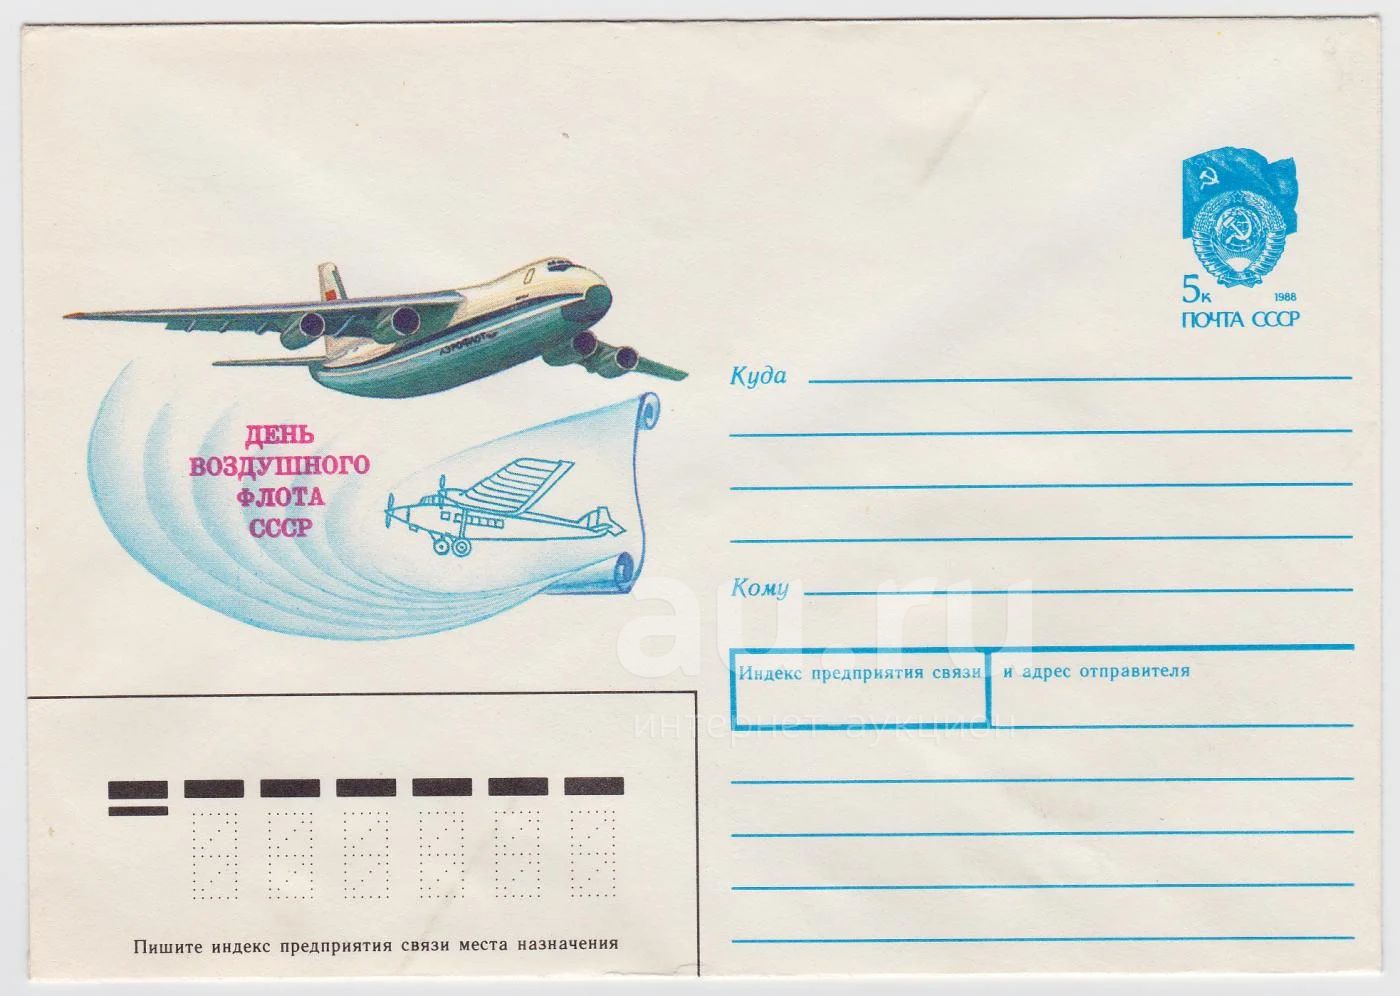 5к 1988
ПОЧТА СССР
АЭРОФЛОТ
ДЕНЬ
ВОЗДУШНОГО
ФЛОТА
СССР
Куда
Кому
Индекс предприятия связи и адрес отправителя
Пишите индекс предприятия связи места назначения
au.ru
интернет-аукцион